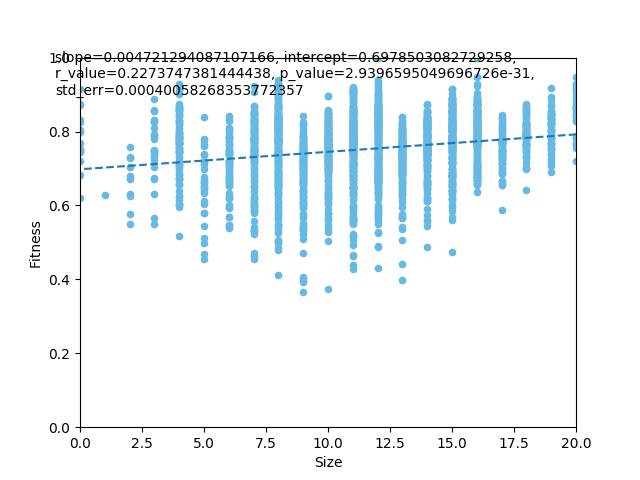 slope=0.004721294087107166, intercept=0.6978503082729258,
r_value=0.2273747381444438, p_value=2.9396595049696726e-31,
std_err=0.00040058268353772357
1.0
0.8
0.6
0.4
0.2
0.0
Fitness
0.0 2.5 5.0 7.5 10.0 12.5 15.0 17.5 20.0
Size